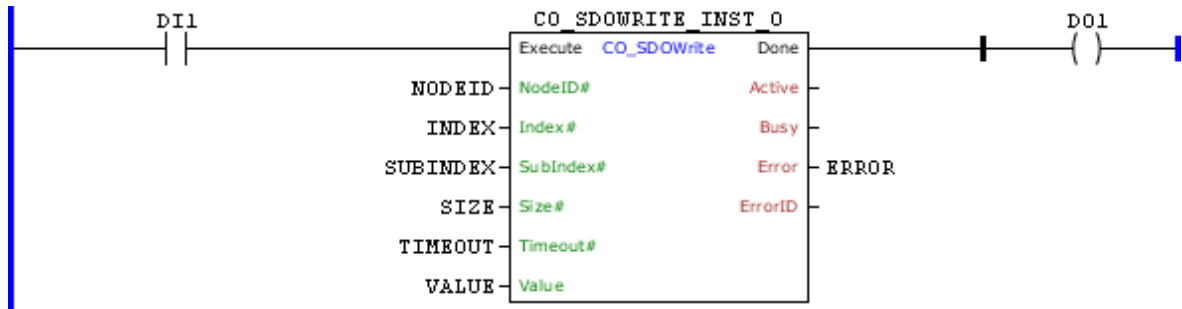 DI1 CO_SDOWRITE_INST_0 DO1
Execute CO_SDOWrite Done
NODEID NodeID# Active
INDEX Index# Busy
SUBINDEX SubIndex# Error ERROR
SIZE Size# ErrorID
TIMEOUT Timeout#
VALUE Value